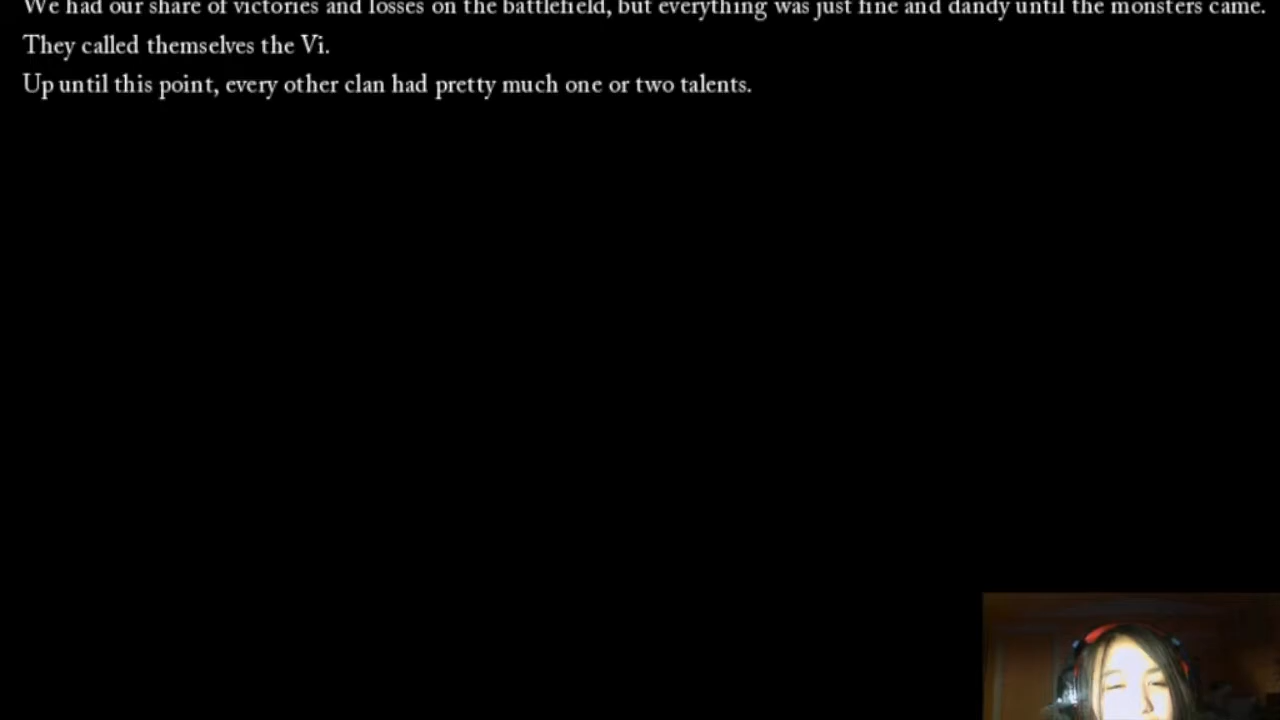 We had our share of victories and losses on the battlefield, but everything was just fine and dandy until the monsters came.
They called themselves the Vi.
Up until this point, every other clan had pretty much one or two talents.